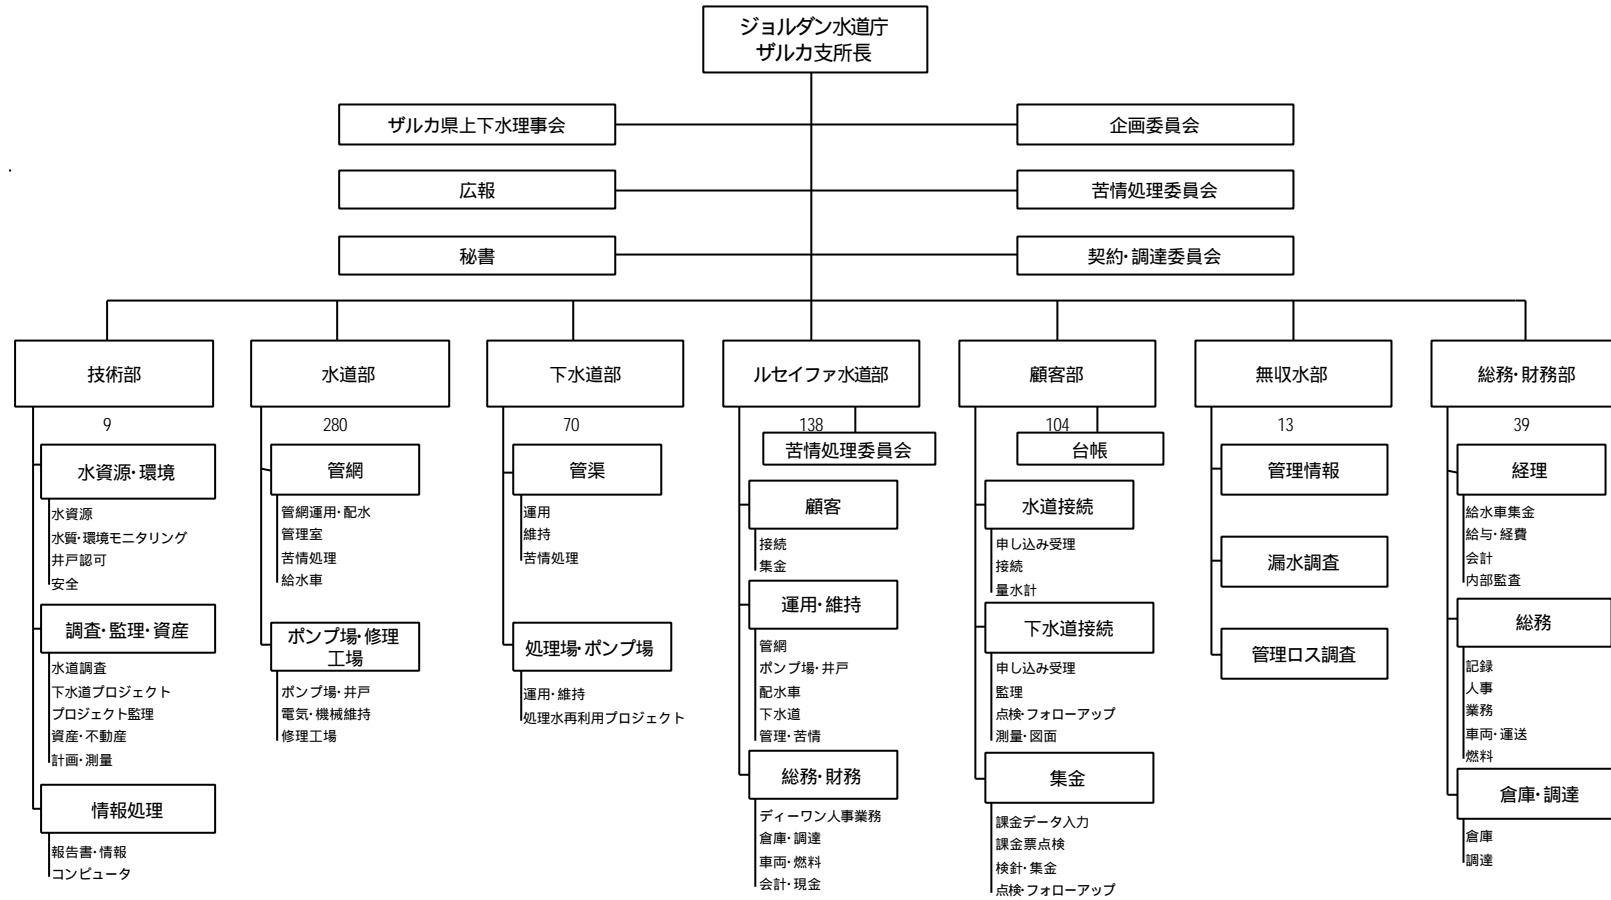 ジョルダン水道庁
ザルカ支所長
ザルカ県上下水理事会
企画委員会
広報
苦情処理委員会
秘書
契約・調達委員会
技術部
水道部
下水道部
ルセイファ水道部
顧客部
無収水部
総務・財務部
9
280
70
138
104
13
39
水資源・環境
水資源
水質・環境モニタリング
井戸認可
安全
調査・監理・資産
水道調査
下水道プロジェクト
プロジェクト監理
資産・不動産
計画・測量
情報処理
報告書・情報
コンピュータ
管網
管網運用・配水
管理室
苦情処理
給水車
ポンプ場・修理
工場
ポンプ場・井戸
電気・機械維持
修理工場
管渠
運用
維持
苦情処理
処理場・ポンプ場
運用・維持
処理水再利用プロジェクト
苦情処理委員会
顧客
接続
集金
運用・維持
管網
ポンプ場・井戸
配水車
下水道
管理・苦情
総務・財務
ディーワン人事業務
倉庫・調達
車両・燃料
会計・現金
台帳
水道接続
申し込み受理
接続
量水計
下水道接続
申し込み受理
監理
点検・フォローアップ
測量・図面
集金
課金データ入力
課金票点検
検針・集金
点検・フォローアップ
管理情報
漏水調査
管理ロス調査
経理
給水車集金
給与・経費
会計
内部監査
総務
記録
人事
業務
車両・運送
燃料
倉庫・調達
倉庫
調達